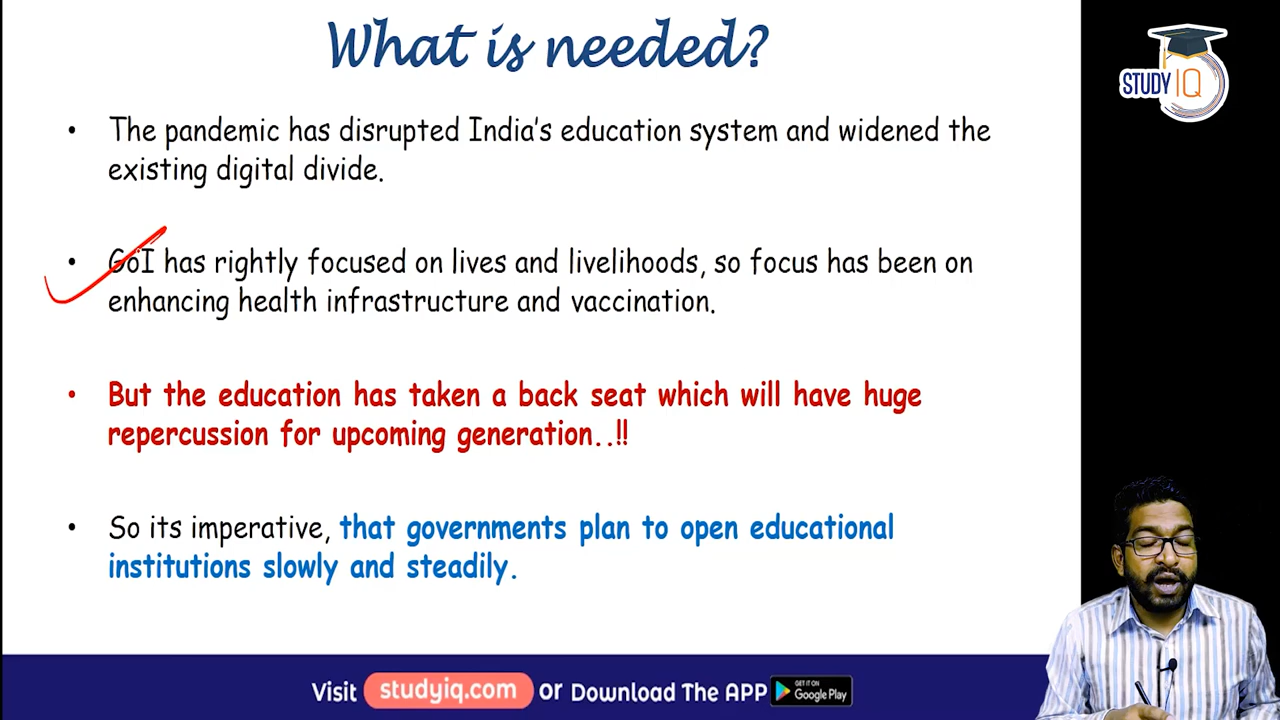 What is needed?
STUDY IQ
• The pandemic has disrupted India's education system and widened the
existing digital divide.
• GoI has rightly focused on lives and livelihoods, so focus has been on
enhancing health infrastructure and vaccination.
• But the education has taken a back seat which will have huge
repercussion for upcoming generation..!!
• So its imperative, that governments plan to open educational
institutions slowly and steadily.
Visit studyiq.com or Download The APP GET IT ON Google Play